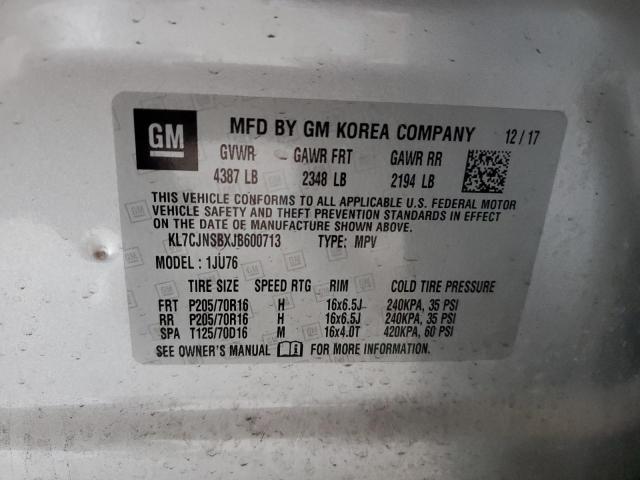 GM MFD BY GM KOREA COMPANY 12/17
GVWR GAWR FRT GAWR RR
4387 LB 2348 LB 2194 LB
THIS VEHICLE CONFORMS TO ALL APPLICABLE U.S. FEDERAL MOTOR
VEHICLE SAFETY AND THEFT PREVENTION STANDARDS IN EFFECT
ON THE DATE OF MANUFACTURE SHOWN ABOVE.
KL7CJNSBXJB600713 TYPE: MPV
MODEL : 1JU76
TIRE SIZE SPEED RTG RIM COLD TIRE PRESSURE
FRT P205/70R16 H 16x6.5J 240KPA, 35 PSI
RR P205/70R16 H 16x6.5J 240KPA, 35 PSI
SPA T125/70D16 M 16x4.0T 420KPA, 60 PSI
SEE OWNER'S MANUAL FOR MORE INFORMATION.